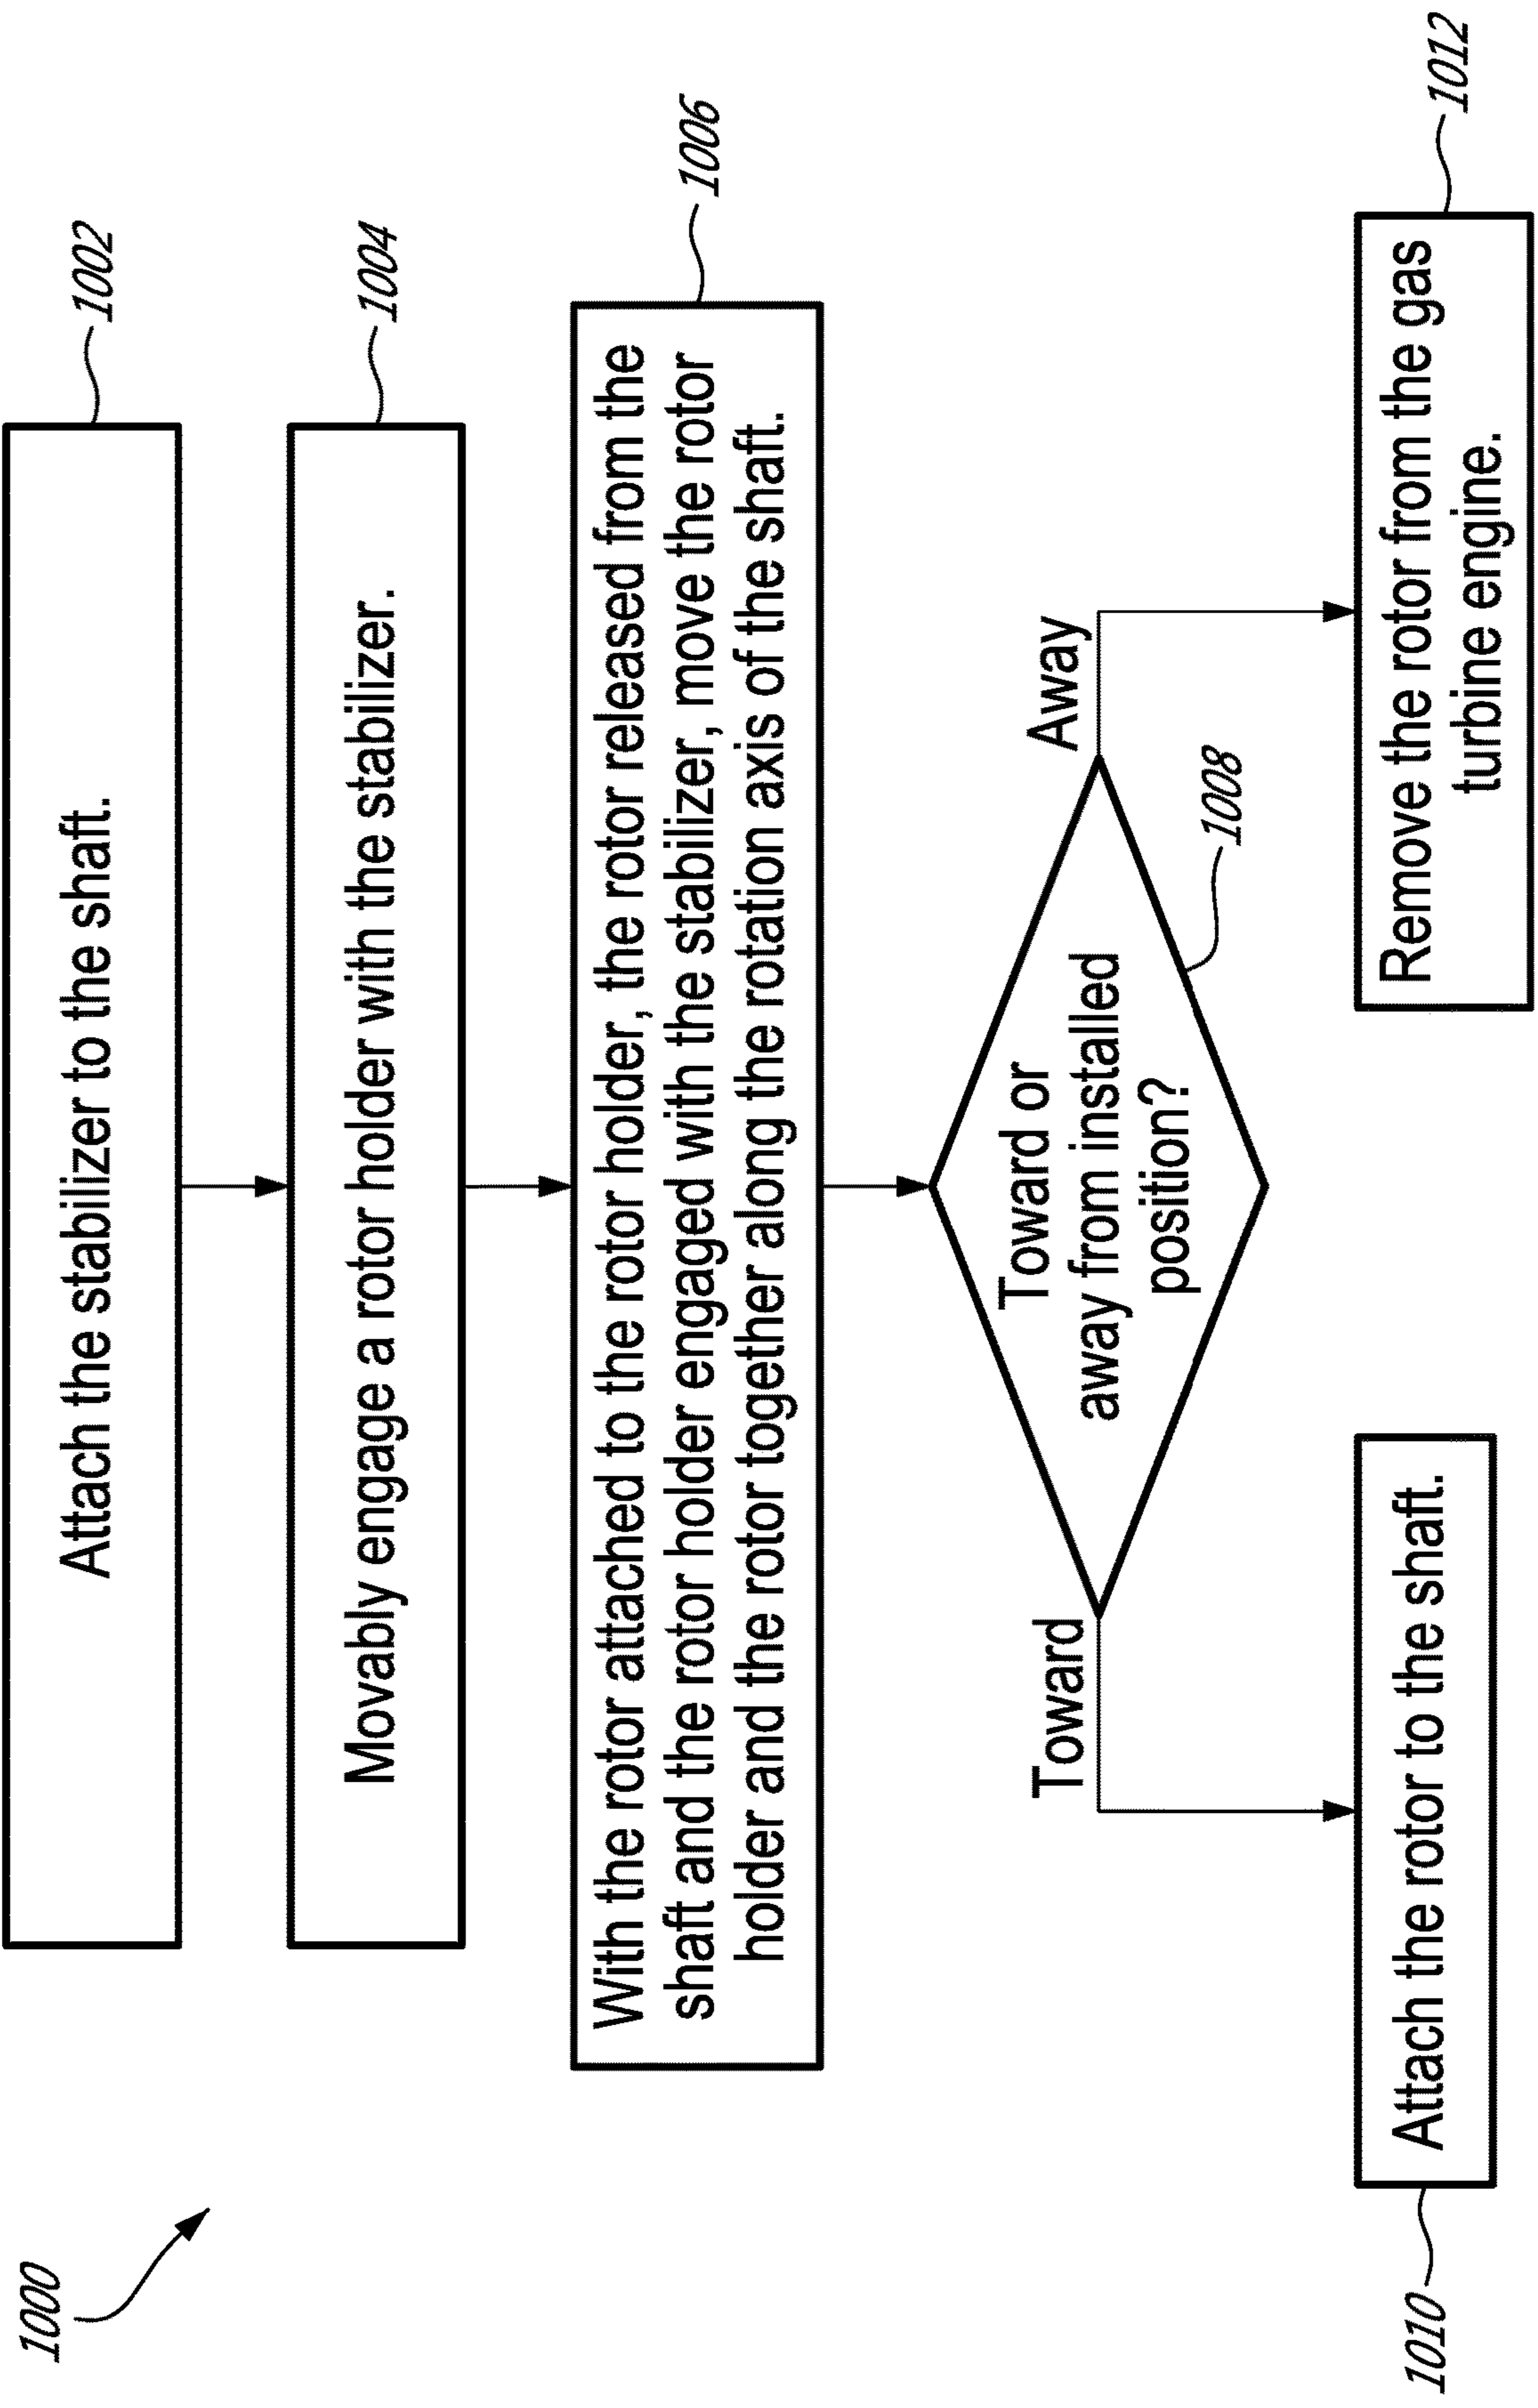 1000
Attach the stabilizer to the shaft.
1002
Movably engage a rotor holder with the stabilizer.
1004
With the rotor attached to the rotor holder, the rotor released from the
shaft and the rotor holder engaged with the stabilizer, move the rotor
holder and the rotor together along the rotation axis of the shaft.
1006
Toward or
away from installed
position?
1008
Toward
Away
Attach the rotor to the shaft.
1010
Remove the rotor from the gas
turbine engine.
1012